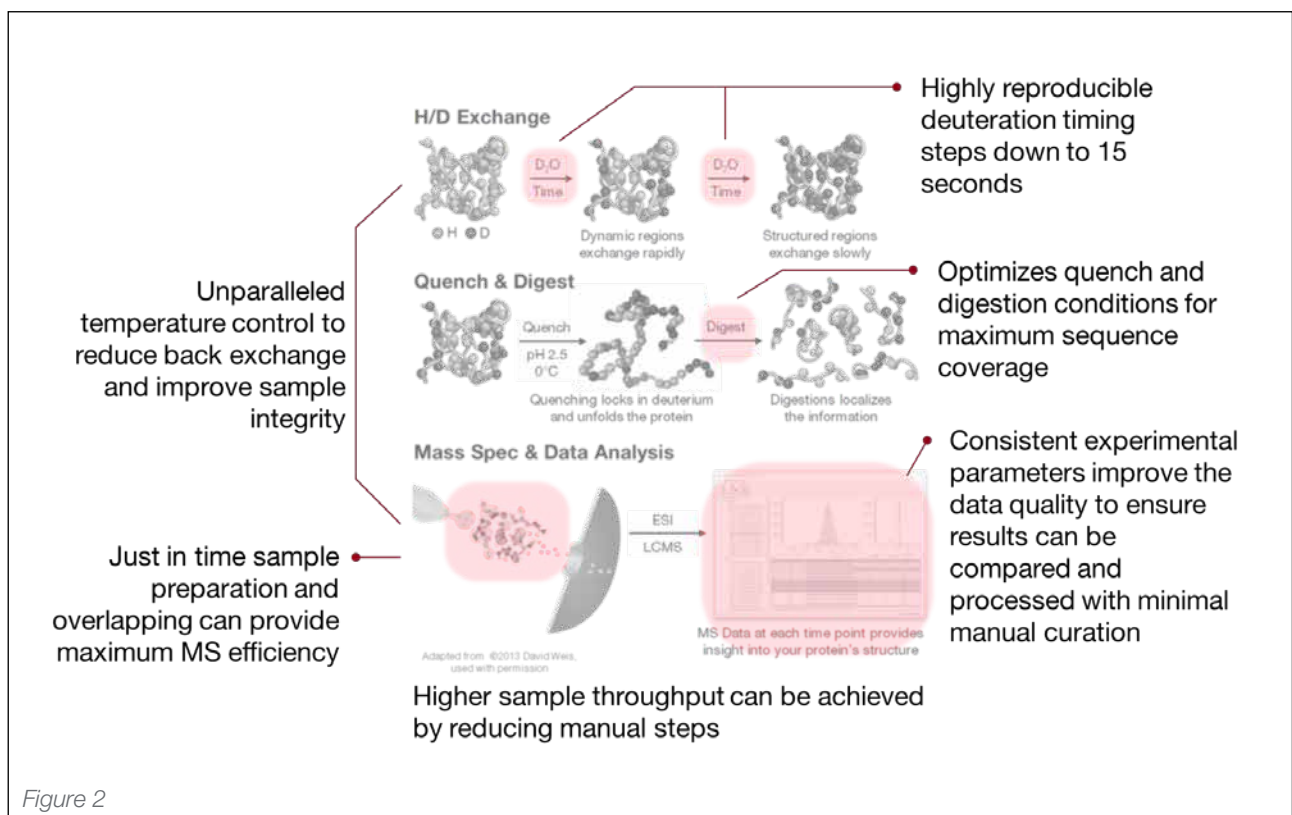 H/D Exchange
D₂O
Time
D₂O
Time
H D
Dynamic regions
exchange rapidly
Structured regions
exchange slowly
Highly reproducible
deuteration timing
steps down to 15
seconds
Unparalleled
temperature control to
reduce back exchange
and improve sample
integrity
Quench & Digest
Quench
pH 2.5
0°C
Digest
Quenching locks in deuterium
and unfolds the protein
Digestions localizes
the information
Optimizes quench and
digestion conditions for
maximum sequence
coverage
Mass Spec & Data Analysis
ESI
LCMS
MS Data at each time point provides
insight into your protein's structure
Consistent experimental
parameters improve the
data quality to ensure
results can be
compared and
processed with minimal
manual curation
Just in time sample
preparation and
overlapping can provide
maximum MS efficiency
Adapted from ©2013 David Weis,
used with permission
Higher sample throughput can be achieved
by reducing manual steps
Figure 2